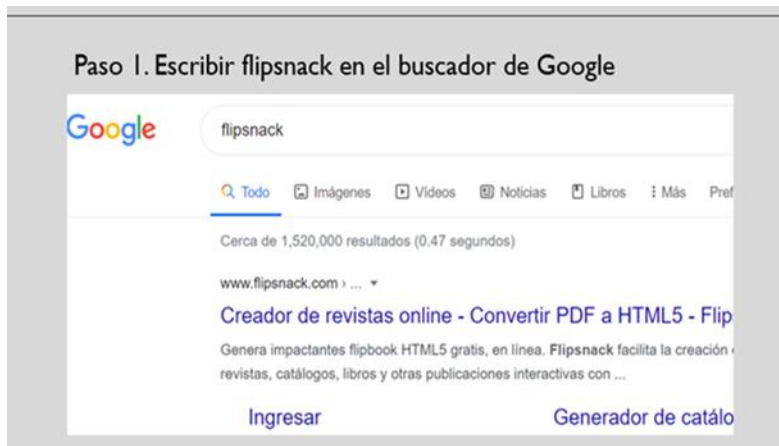 Paso 1. Escribir flipsnack en el buscador de Google
Google
flipsnack
Todo Imágenes Vídeos Noticias Libros Más Pref
Cerca de 1,520,000 resultados (0.47 segundos)
www.flipsnack.com › ...
Creador de revistas online - Convertir PDF a HTML5 - Flip
Genera impactantes flipbook HTML5 gratis, en línea. Flipsnack facilita la creación
revistas, catálogos, libros y otras publicaciones interactivas con ...
Ingresar Generador de catálo